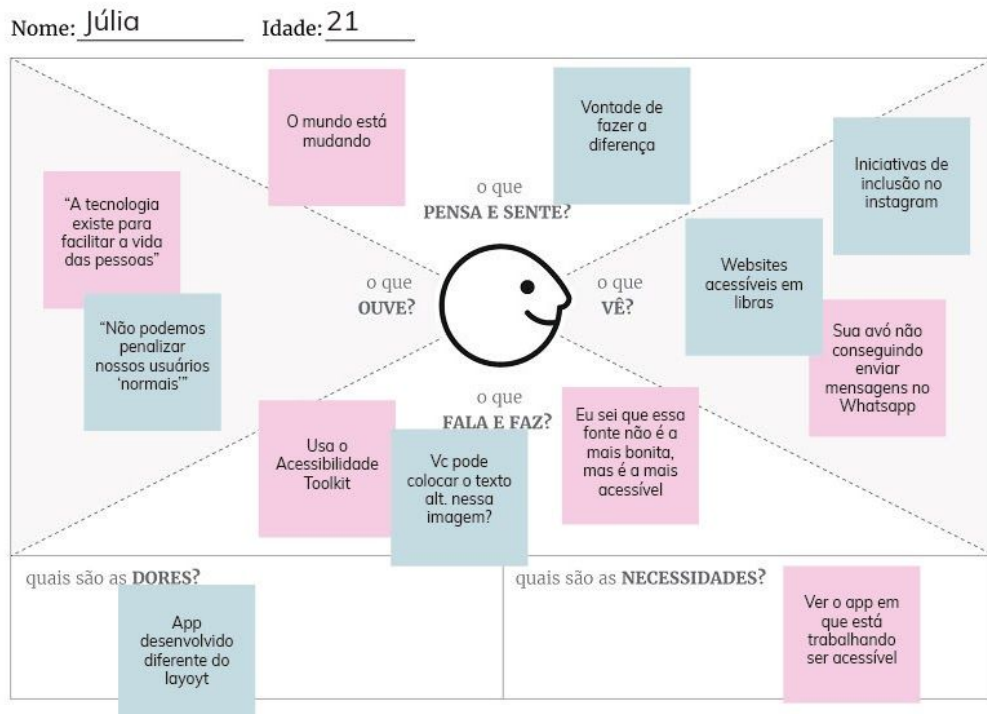 Nome: Júlia Idade: 21
O mundo está
mudando
Vontade de
fazer a
diferença
o que
PENSA E SENTE?
"A tecnologia
existe para
facilitar a vida
das pessoas"
"Não podemos
penalizar
nossos usuários
'normais'"
o que
OUVE?
o que
VÊ?
Iniciativas de
inclusão no
instagram
Websites
acessíveis em
libras
Sua avó não
conseguindo
enviar
mensagens no
Whatsapp
o que
FALA E FAZ?
Usa o
Acessibilidade
Toolkit
Vc pode
colocar o texto
alt. nessa
imagem?
Eu sei que essa
fonte não é a
mais bonita,
mas é a mais
acessível
quais são as DORES?
App
desenvolvido
diferente do
layoyt
quais são as NECESSIDADES?
Ver o app em
que está
trabalhando
ser acessível